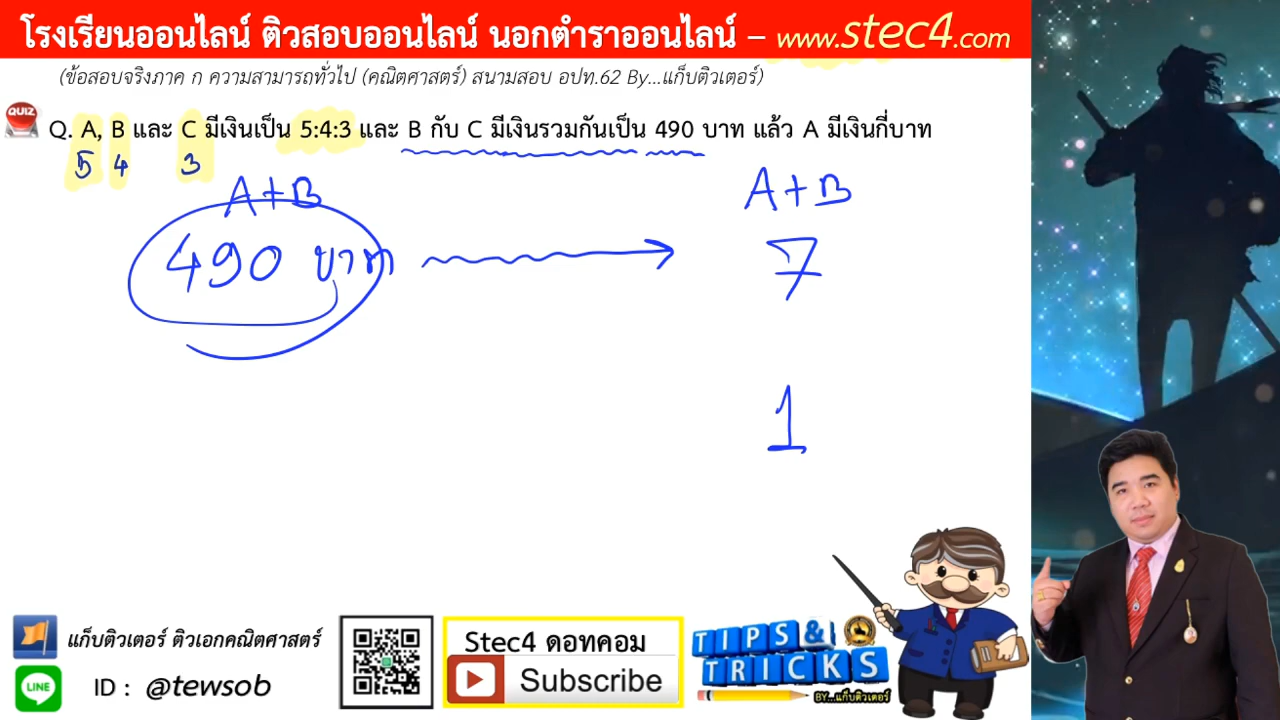 โรงเรียนออนไลน์ ติวสอบออนไลน์ นอกตำราออนไลน์ – www.stec4.com
(ข้อสอบจริงภาค ก ความสามารถทั่วไป (คณิตศาสตร์) สนามสอบ อปท.62 By...แก็บติวเตอร์)
QUIZ
Q. A, B และ C มีเงินเป็น 5:4:3 และ B กับ C มีเงินรวมกันเป็น 490 บาท แล้ว A มีเงินกี่บาท
5 4 3
A+B A+B
490 บาท 7
1
แก็บติวเตอร์ ติวเอกคณิตศาสตร์
LINE
ID : @tewsob
Stec4 ดอทคอม
Subscribe
TIPS &
TRICKS
BY...แก็บติวเตอร์